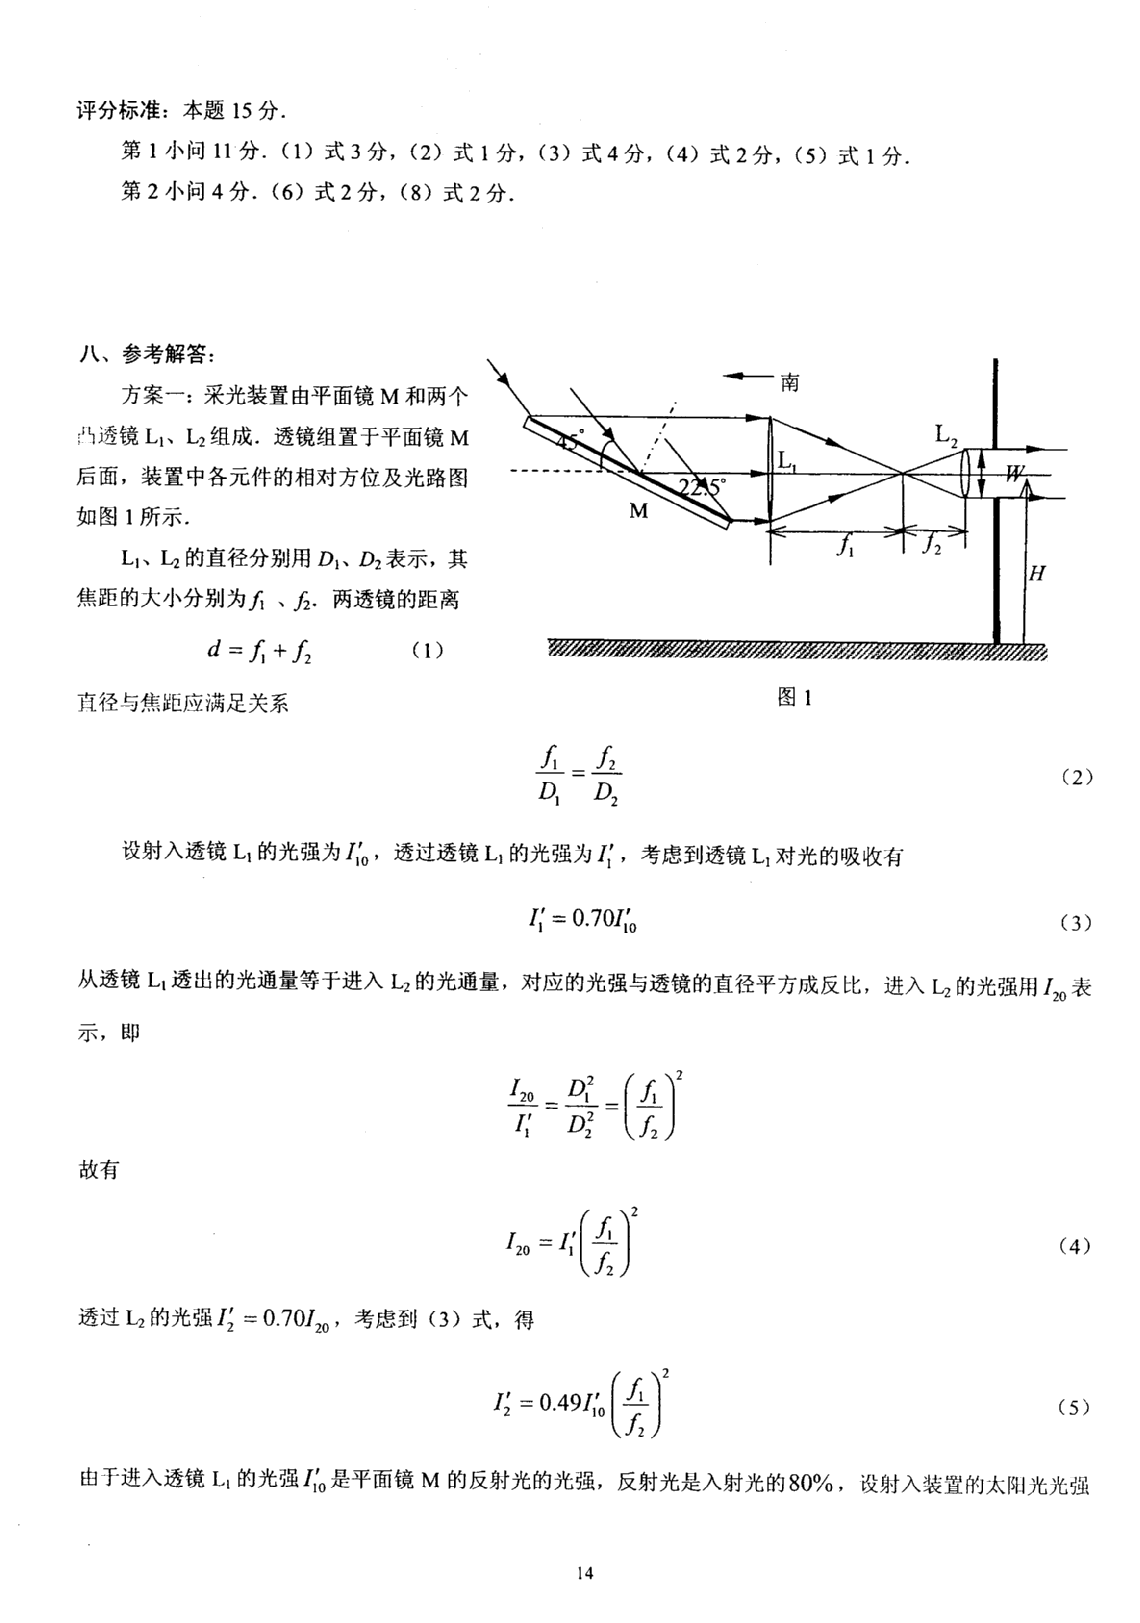 评分标准：本题 15 分．
第 1 小问 11 分．（1）式 3 分，（2）式 1 分，（3）式 4 分，（4）式 2 分，（5）式 1 分．
第 2 小问 4 分．（6）式 2 分，（8）式 2 分．
八、参考解答：
方案一：采光装置由平面镜 M 和两个
凸透镜 L₁、L₂ 组成．透镜组置于平面镜 M
后面，装置中各元件的相对方位及光路图
如图 1 所示．
L₁、L₂ 的直径分别用 D₁、D₂ 表示，其
焦距的大小分别为 f₁ 、f₂．两透镜的距离
d = f₁ + f₂ （1）
直径与焦距应满足关系
南
45°
22.5°
M
L₁
L₂
W
f₁
f₂
H
图 1
f₁/D₁ = f₂/D₂ （2）
设射入透镜 L₁ 的光强为 I′₁₀，透过透镜 L₁ 的光强为 I′₁，考虑到透镜 L₁ 对光的吸收有
I′₁ = 0.70I′₁₀ （3）
从透镜 L₁ 透出的光通量等于进入 L₂ 的光通量，对应的光强与透镜的直径平方成反比，进入 L₂ 的光强用 I₂₀ 表
示，即
I₂₀/I′₁ = D₁²/D₂² = (f₁/f₂)²
故有
I₂₀ = I′₁(f₁/f₂)² （4）
透过 L₂ 的光强 I′₂ = 0.70I₂₀，考虑到（3）式，得
I′₂ = 0.49I′₁₀(f₁/f₂)² （5）
由于进入透镜 L₁ 的光强 I′₁₀ 是平面镜 M 的反射光的光强，反射光是入射光的 80%，设射入装置的太阳光光强
14